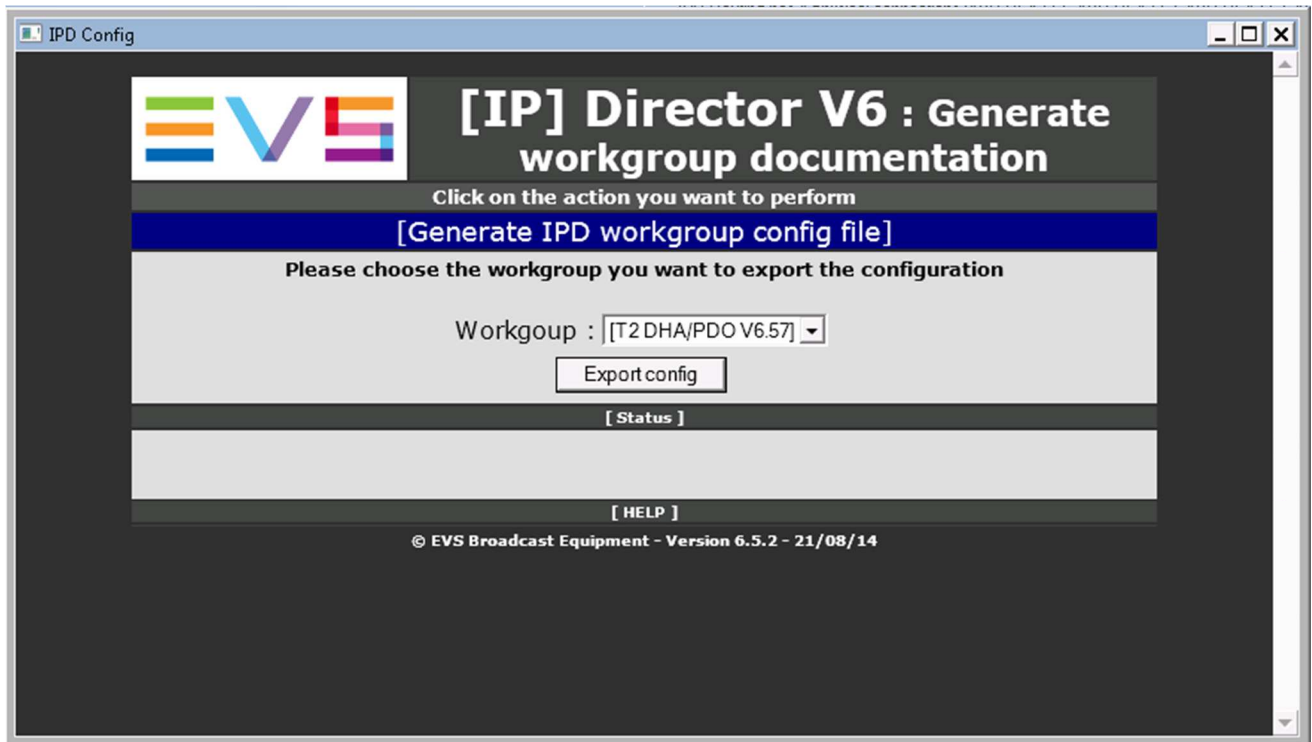 IPD Config
EVS
[IP] Director V6 : Generate
workgroup documentation
Click on the action you want to perform
[Generate IPD workgroup config file]
Please choose the workgroup you want to export the configuration
Workgoup : [T2 DHA/PDO V6.57]
Export config
[ Status ]
[ HELP ]
© EVS Broadcast Equipment - Version 6.5.2 - 21/08/14